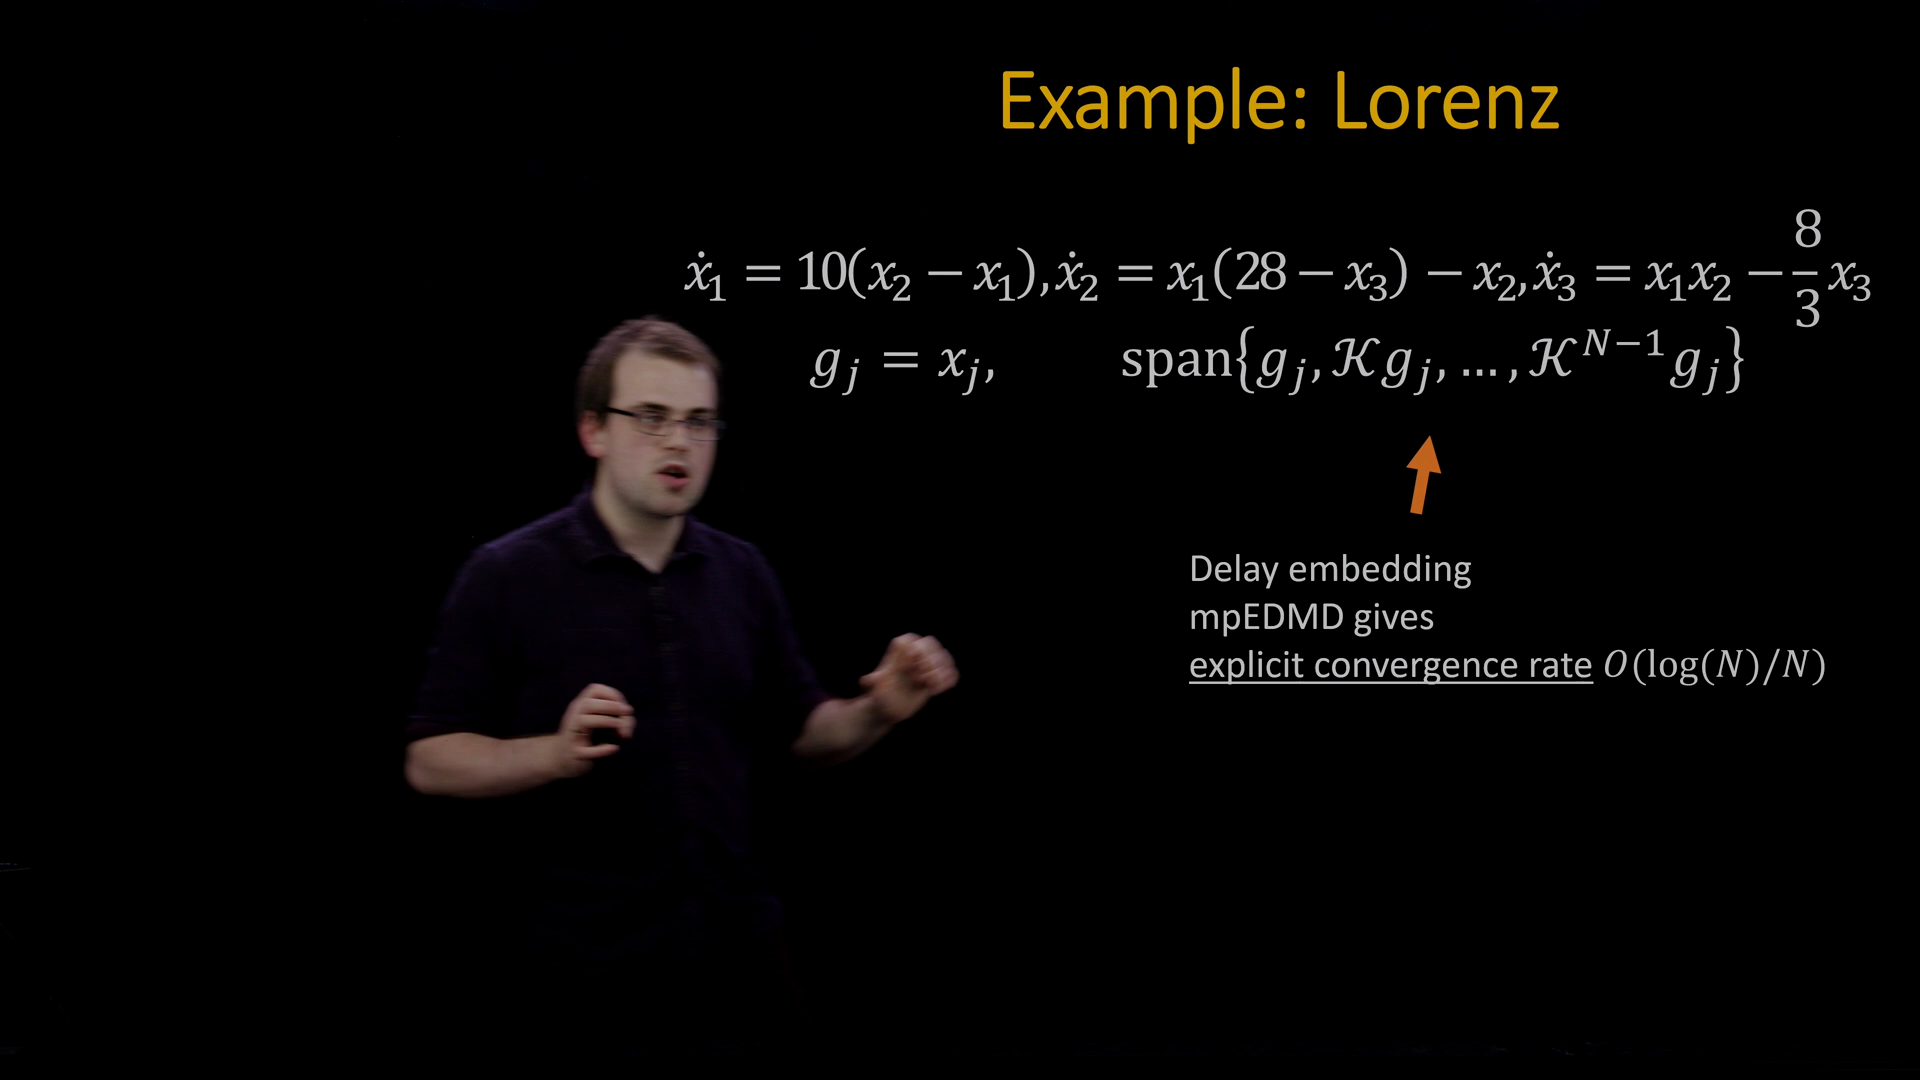 Example: Lorenz
ẋ₁ = 10(x₂ − x₁), ẋ₂ = x₁(28 − x₃) − x₂, ẋ₃ = x₁x₂ − 8/3 x₃
gⱼ = xⱼ, span{gⱼ, 𝒦gⱼ, … , 𝒦ᴺ⁻¹gⱼ}
Delay embedding
mpEDMD gives
explicit convergence rate O(log(N)/N)